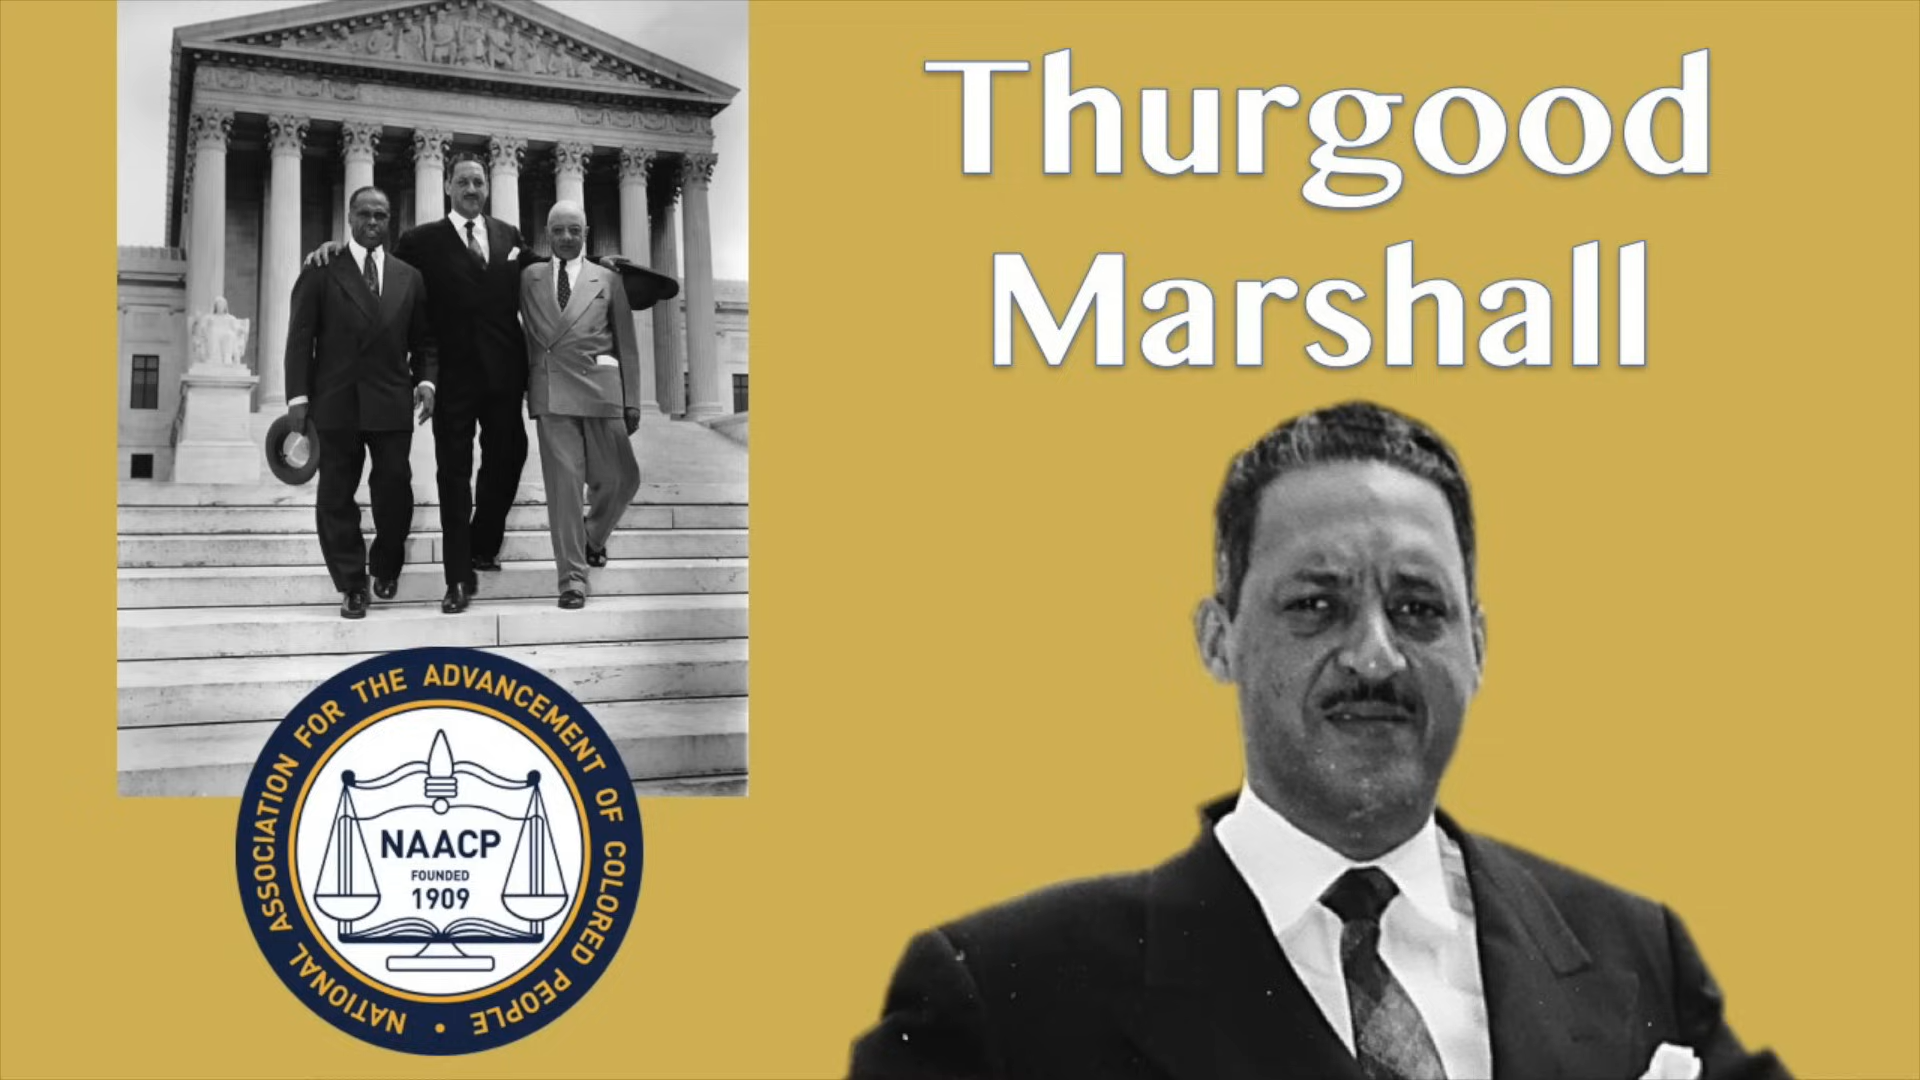 Thurgood
Marshall
NATIONAL ASSOCIATION FOR THE ADVANCEMENT OF COLORED PEOPLE •
NAACP
FOUNDED
1909